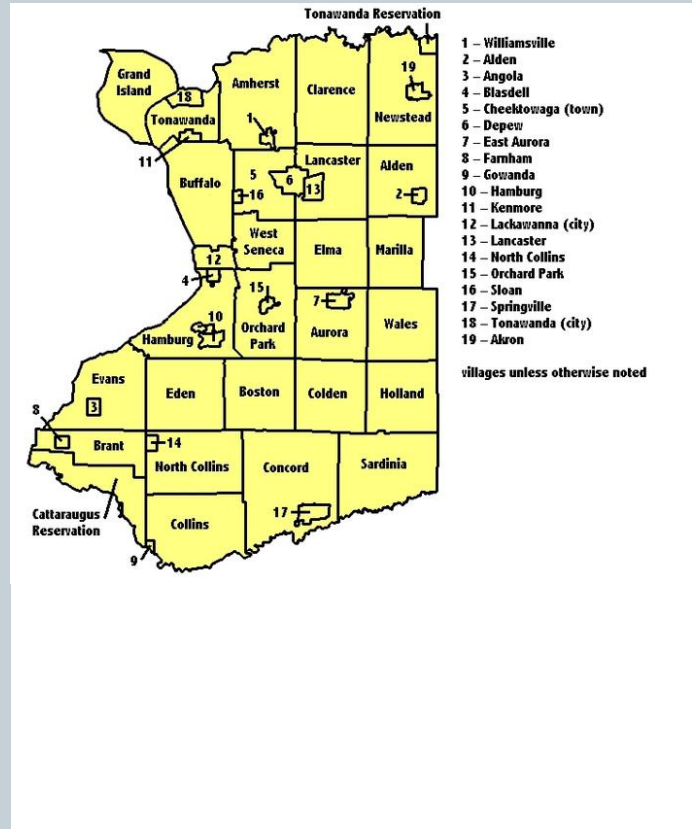 Tonawanda Reservation
Grand
Island
18
Tonawanda
11
Amherst
1
Clarence
19
Newstead
Buffalo
5
16
6
Lancaster
13
Alden
2
West
Seneca
Elma
Marilla
12
4
15
Orchard
Park
7
Aurora
Wales
10
Hamburg
Evans
3
8
Eden
Boston
Colden
Holland
Brant
14
North Collins
Concord
Sardinia
17
Cattaraugus
Reservation
Collins
9
1 – Williamsville
2 – Alden
3 – Angola
4 – Blasdell
5 – Cheektowaga (town)
6 – Depew
7 – East Aurora
8 – Farnham
9 – Gowanda
10 – Hamburg
11 – Kenmore
12 – Lackawanna (city)
13 – Lancaster
14 – North Collins
15 – Orchard Park
16 – Sloan
17 – Springville
18 – Tonawanda (city)
19 – Akron
villages unless otherwise noted